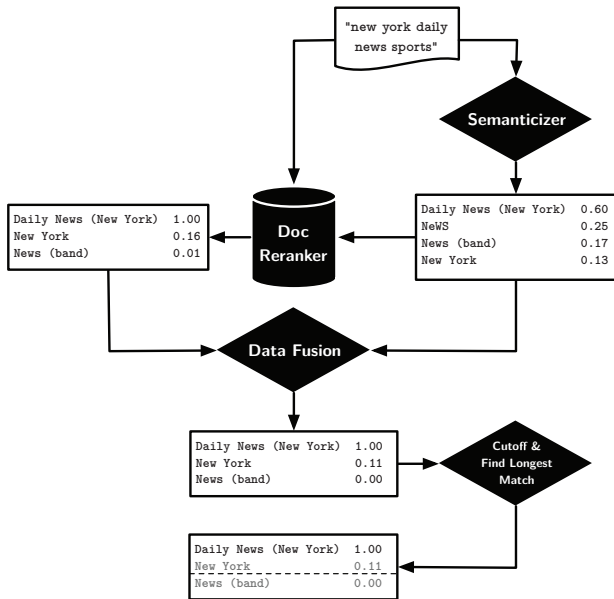 "new york daily
news sports"
Semanticizer
Daily News (New York) 1.00
New York 0.16
News (band) 0.01
Doc
Reranker
Daily News (New York) 0.60
NeWS 0.25
News (band) 0.17
New York 0.13
Data Fusion
Daily News (New York) 1.00
New York 0.11
News (band) 0.00
Cutoff &
Find Longest
Match
Daily News (New York) 1.00
New York 0.11
News (band) 0.00